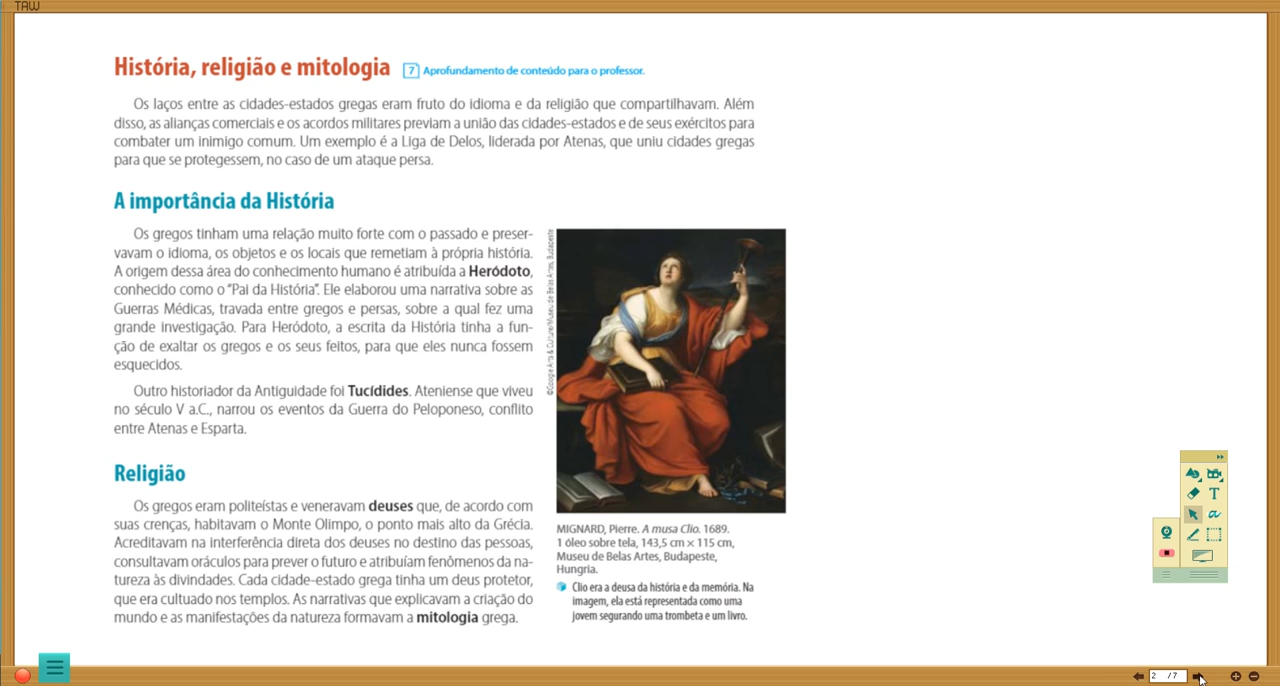 TAW
História, religião e mitologia 7 Aprofundamento de conteúdo para o professor.
Os laços entre as cidades-estados gregas eram fruto do idioma e da religião que compartilhavam. Além
disso, as alianças comerciais e os acordos militares previam a união das cidades-estados e de seus exércitos para
combater um inimigo comum. Um exemplo é a Liga de Delos, liderada por Atenas, que uniu cidades gregas
para que se protegessem, no caso de um ataque persa.
A importância da História
Os gregos tinham uma relação muito forte com o passado e preser-
vavam o idioma, os objetos e os locais que remetiam à própria história.
A origem dessa área do conhecimento humano é atribuída a Heródoto,
conhecido como o "Pai da História". Ele elaborou uma narrativa sobre as
Guerras Médicas, travada entre gregos e persas, sobre a qual fez uma
grande investigação. Para Heródoto, a escrita da História tinha a fun-
ção de exaltar os gregos e os seus feitos, para que eles nunca fossem
esquecidos.
Outro historiador da Antiguidade foi Tucídides. Ateniense que viveu
no século V a.C., narrou os eventos da Guerra do Peloponeso, conflito
entre Atenas e Esparta.
Religião
Os gregos eram politeístas e veneravam deuses que, de acordo com
suas crenças, habitavam o Monte Olimpo, o ponto mais alto da Grécia.
Acreditavam na interferência direta dos deuses no destino das pessoas,
consultavam oráculos para prever o futuro e atribuíam fenômenos da na-
tureza às divindades. Cada cidade-estado grega tinha um deus protetor,
que era cultuado nos templos. As narrativas que explicavam a criação do
mundo e as manifestações da natureza formavam a mitologia grega.
©Google Arts & Culture/Museu de Belas Artes, Budapeste
MIGNARD, Pierre. A musa Clio. 1689.
1 óleo sobre tela, 143,5 cm × 115 cm,
Museu de Belas Artes, Budapeste,
Hungria.
Clio era a deusa da história e da memória. Na
imagem, ela está representada como uma
jovem segurando uma trombeta e um livro.
2 /7